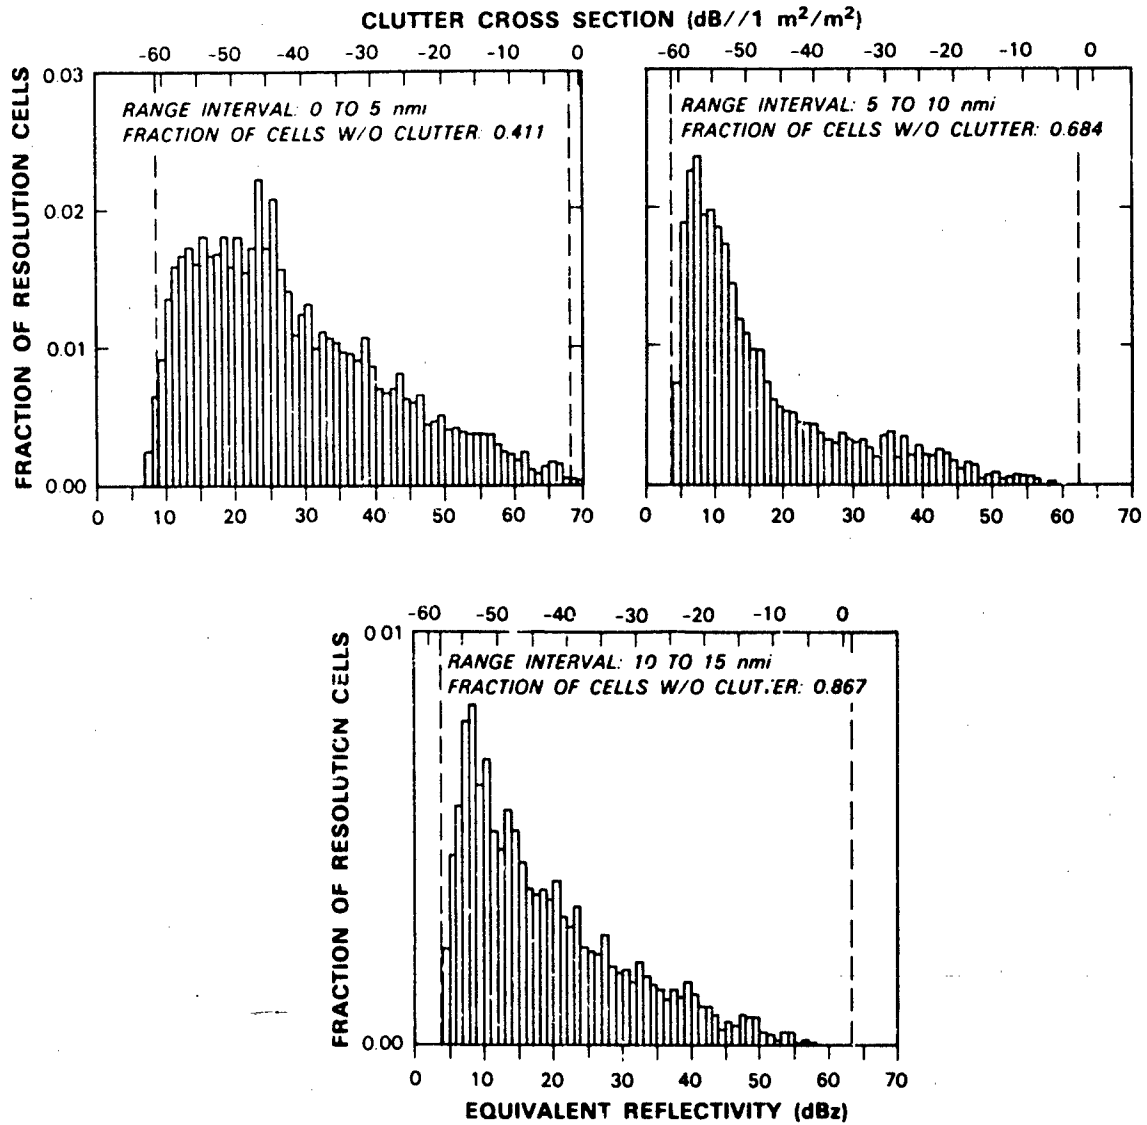 CLUTTER CROSS SECTION (dB//1 m²/m²)
-60 -50 -40 -30 -20 -10 0
-60 -50 -40 -30 -20 -10 0
FRACTION OF RESOLUTION CELLS
0.03
0.02
0.01
0.00
RANGE INTERVAL: 0 TO 5 nmi
FRACTION OF CELLS W/O CLUTTER: 0.411
RANGE INTERVAL: 5 TO 10 nmi
FRACTION OF CELLS W/O CLUTTER: 0.684
0 10 20 30 40 50 60 70
0 10 20 30 40 50 60 70
-60 -50 -40 -30 -20 -10 0
FRACTION OF RESOLUTION CELLS
0.01
0.00
RANGE INTERVAL: 10 TO 15 nmi
FRACTION OF CELLS W/O CLUTTER: 0.867
0 10 20 30 40 50 60 70
EQUIVALENT REFLECTIVITY (dBz)